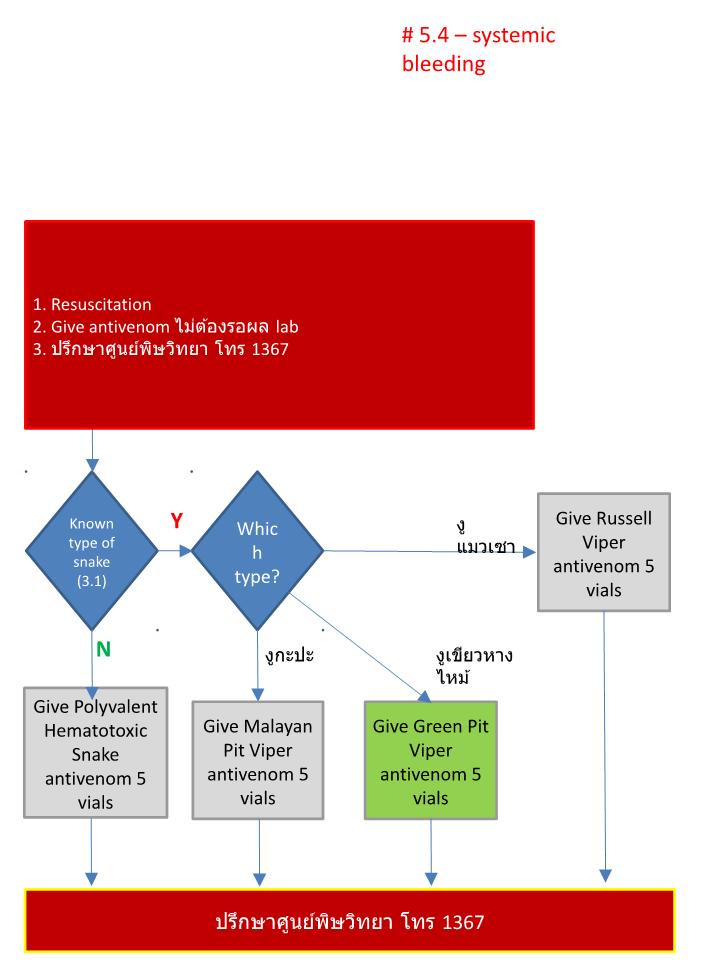 # 5.4 – systemic
bleeding
1. Resuscitation
2. Give antivenom ไม่ต้องรอผล lab
3. ปรึกษาศูนย์พิษวิทยา โทร 1367
Known
type of
snake
(3.1)
Y
Whic
h
type?
งู
แมวเซา
Give Russell
Viper
antivenom 5
vials
N
งูกะปะ
งูเขียวหาง
ไหม้
Give Polyvalent
Hematotoxic
Snake
antivenom 5
vials
Give Malayan
Pit Viper
antivenom 5
vials
Give Green Pit
Viper
antivenom 5
vials
ปรึกษาศูนย์พิษวิทยา โทร 1367